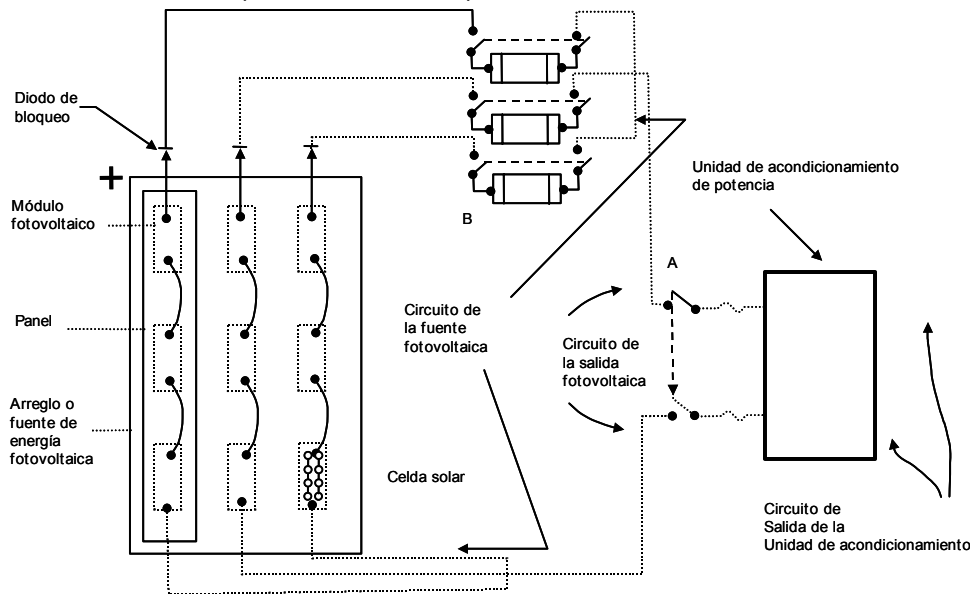 Diodo de
bloqueo
+
Módulo
fotovoltaico
Panel
Arreglo o
fuente de
energía
fotovoltaica
B
Circuito de
la fuente
fotovoltaica
Celda solar
Circuito de
la salida
fotovoltaica
A
Unidad de acondicionamiento
de potencia
Circuito de
Salida de la
Unidad de acondicionamiento